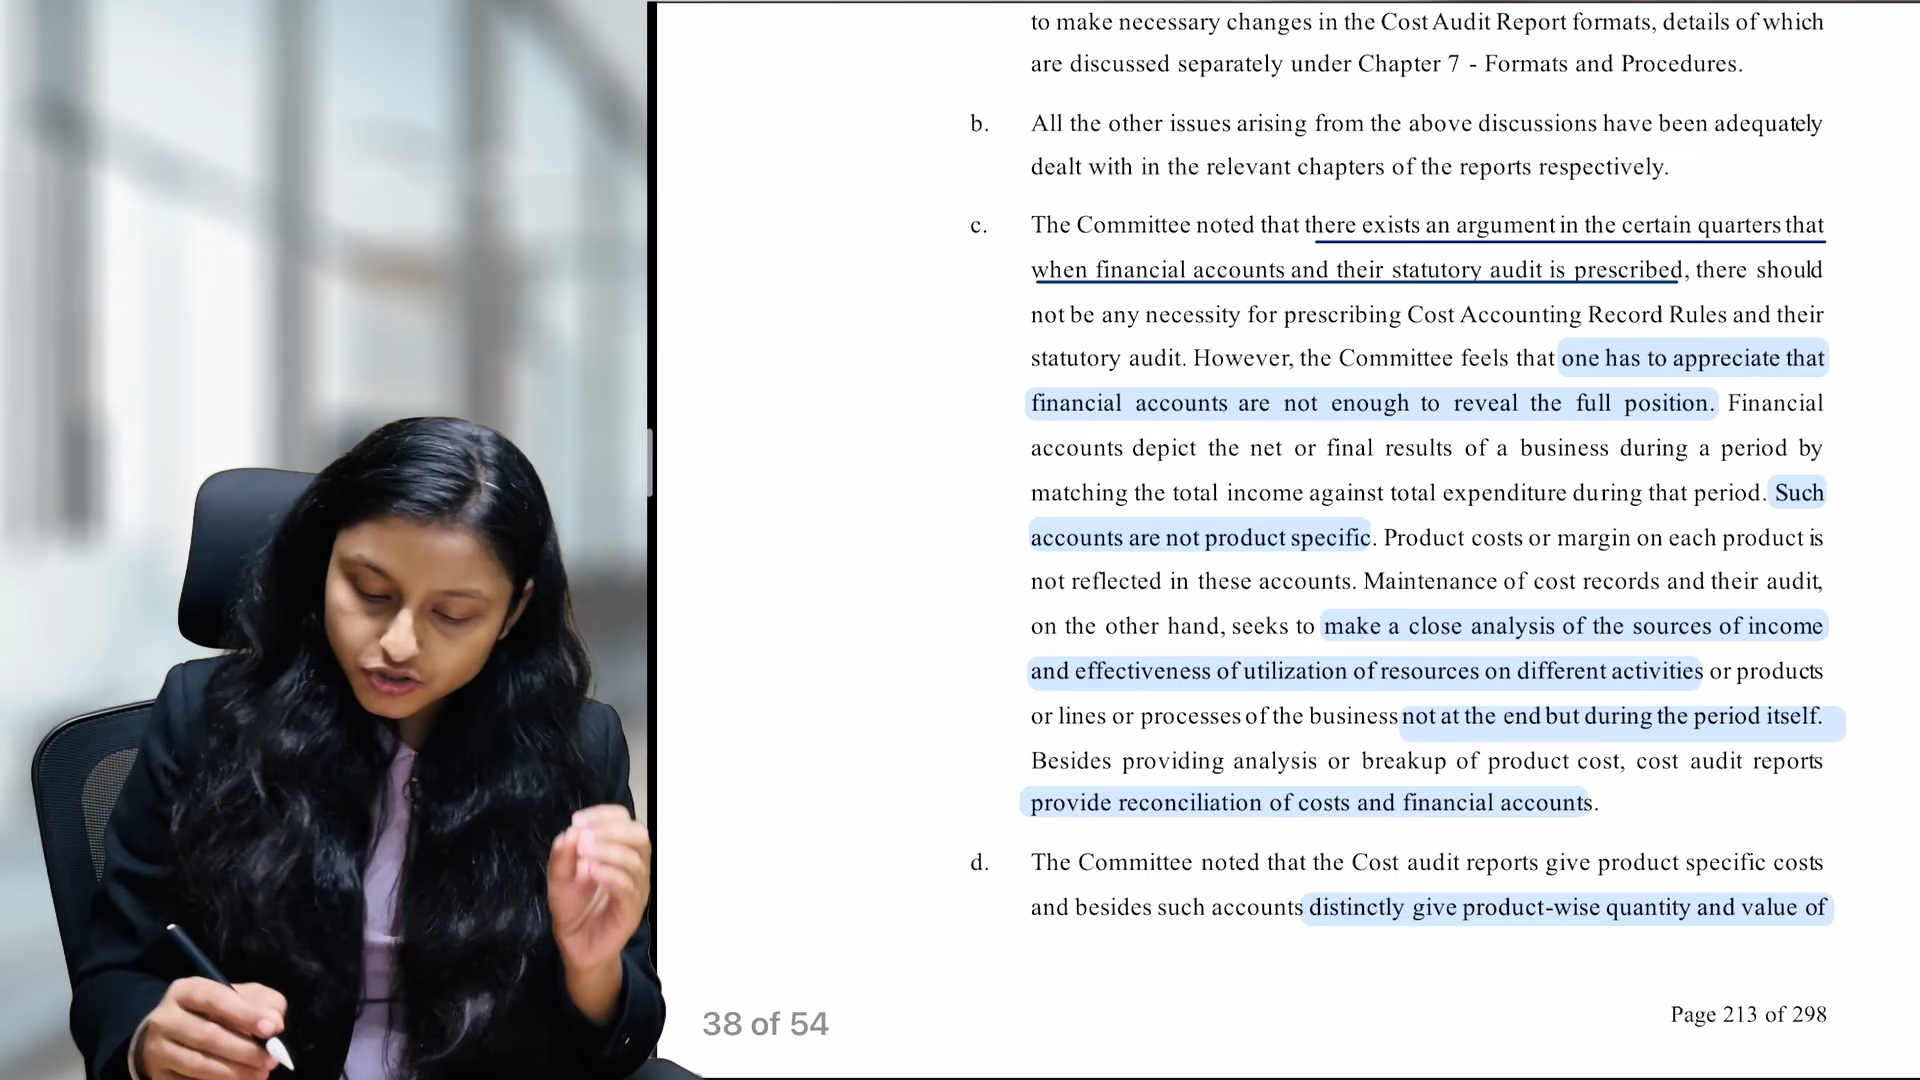 to make necessary changes in the Cost Audit Report formats, details of which
are discussed separately under Chapter 7 - Formats and Procedures.
b. All the other issues arising from the above discussions have been adequately
dealt with in the relevant chapters of the reports respectively.
c. The Committee noted that there exists an argument in the certain quarters that
when financial accounts and their statutory audit is prescribed, there should
not be any necessity for prescribing Cost Accounting Record Rules and their
statutory audit. However, the Committee feels that one has to appreciate that
financial accounts are not enough to reveal the full position. Financial
accounts depict the net or final results of a business during a period by
matching the total income against total expenditure during that period. Such
accounts are not product specific. Product costs or margin on each product is
not reflected in these accounts. Maintenance of cost records and their audit,
on the other hand, seeks to make a close analysis of the sources of income
and effectiveness of utilization of resources on different activities or products
or lines or processes of the business not at the end but during the period itself.
Besides providing analysis or breakup of product cost, cost audit reports
provide reconciliation of costs and financial accounts.
d. The Committee noted that the Cost audit reports give product specific costs
and besides such accounts distinctly give product-wise quantity and value of
38 of 54
Page 213 of 298